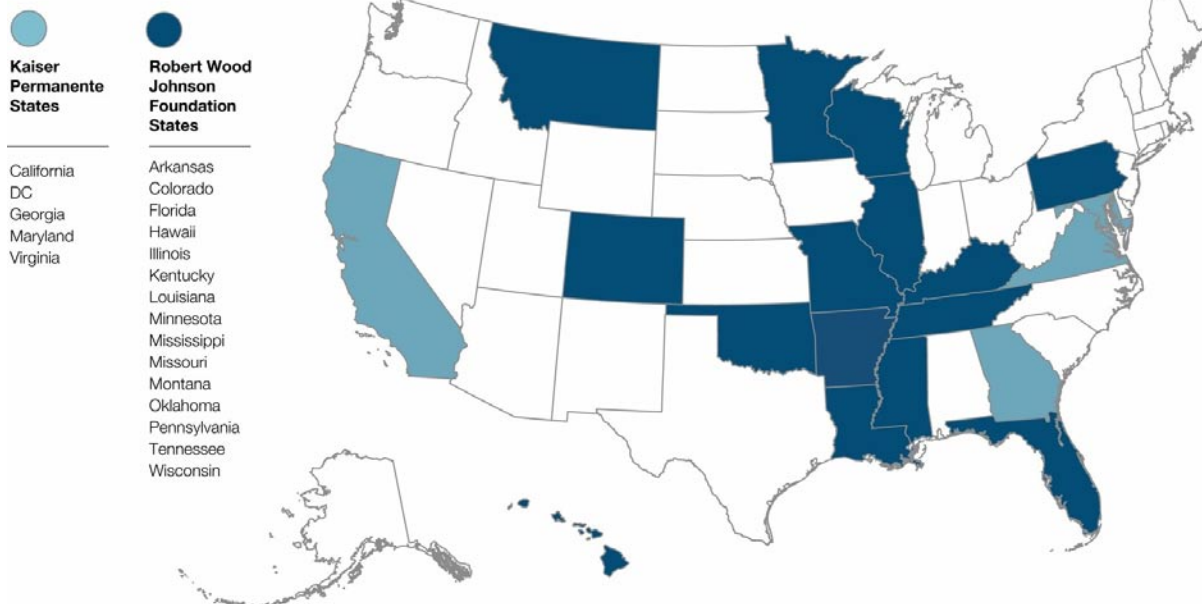 Kaiser
Permanente
States
California
DC
Georgia
Maryland
Virginia
Robert Wood
Johnson
Foundation
States
Arkansas
Colorado
Florida
Hawaii
Illinois
Kentucky
Louisiana
Minnesota
Mississippi
Missouri
Montana
Oklahoma
Pennsylvania
Tennessee
Wisconsin